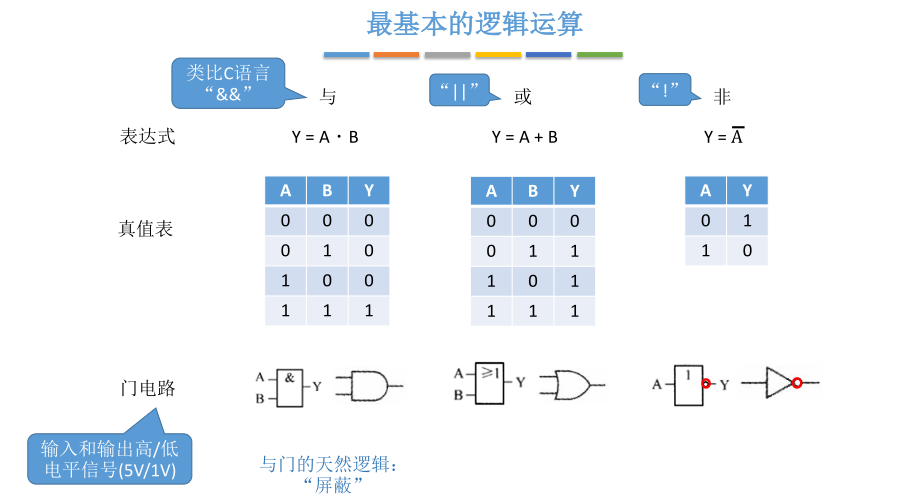 最基本的逻辑运算
类比C语言
“&&”
与
“||”
或
“!”
非
表达式
Y = A · B
Y = A + B
Y = A̅
真值表
A B Y
0 0 0
0 1 0
1 0 0
1 1 1
A B Y
0 0 0
0 1 1
1 0 1
1 1 1
A Y
0 1
1 0
门电路
A
B
&
Y
A
B
≥1
Y
A
1
Y
输入和输出高/低
电平信号(5V/1V)
与门的天然逻辑:
“屏蔽”